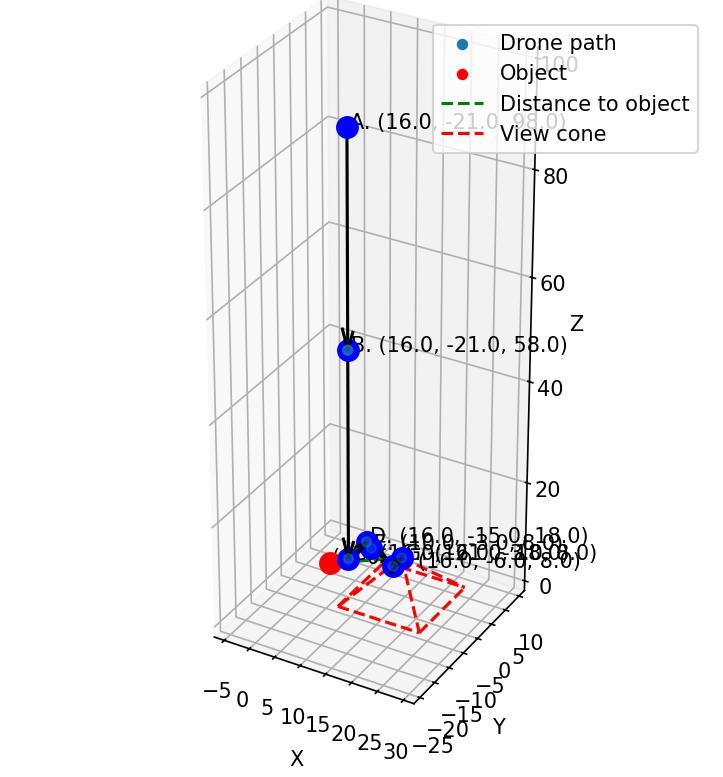 Drone path
Object
Distance to object
View cone
A. (16.0, -21.0, 98.0)
B. (16.0, -21.0, 58.0)
D. (16.0, -15.0, 18.0)
(16.0, -6.0, 8.0)
100
80
60
40
20
0
Z
−5 0 5 10 15 20 25 30
X
−25 −20 −15 −10 −5 0 5 10
Y